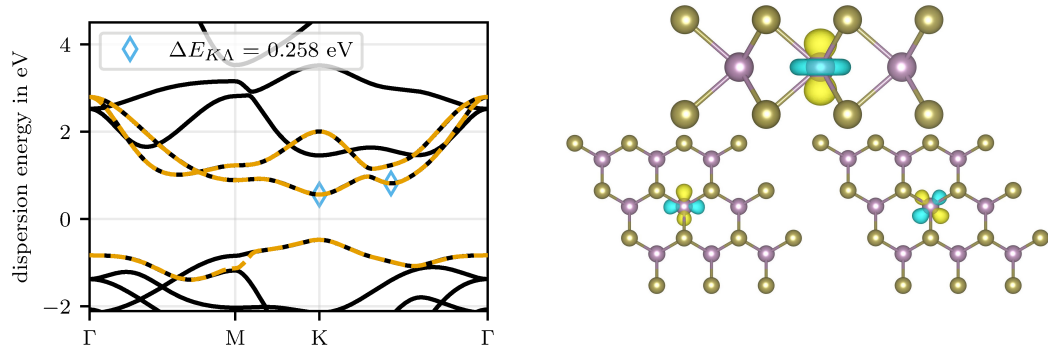 4
ΔE_{KΛ} = 0.258 eV
2
0
−2
dispersion energy in eV
Γ M K Γ